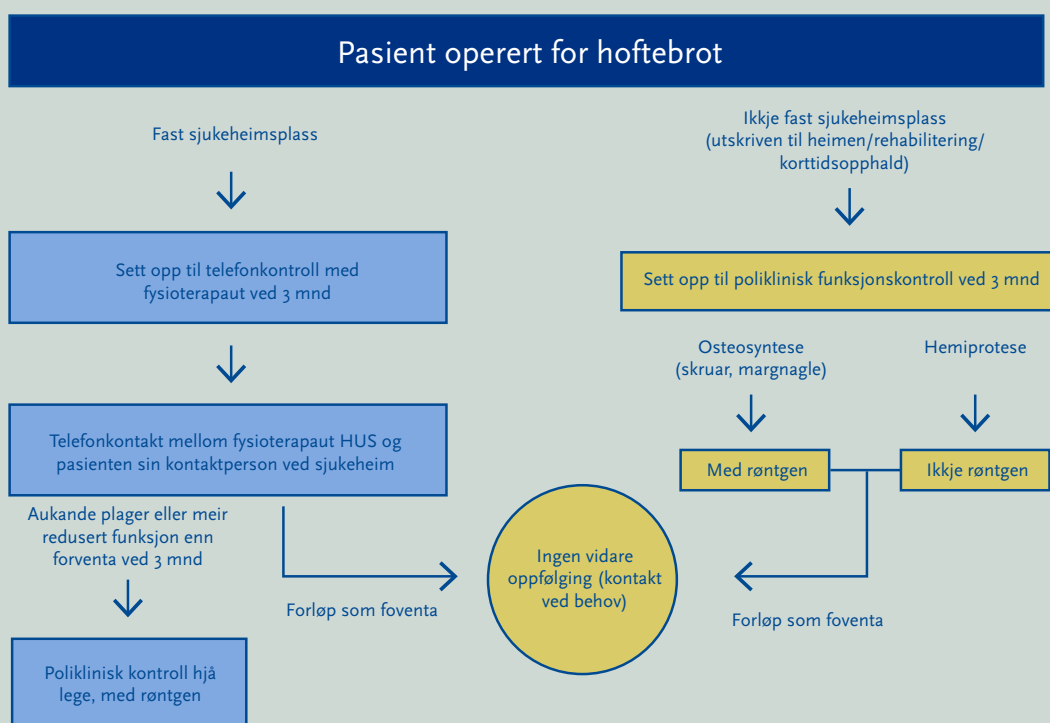 Pasient operert for hoftebrot
Fast sjukeheimsplass
Sett opp til telefonkontroll med
fysioterapaut ved 3 mnd
Telefonkontakt mellom fysioterapaut HUS og
pasienten sin kontaktperson ved sjukeheim
Aukande plager eller meir
redusert funksjon enn
forventa ved 3 mnd
Poliklinisk kontroll hjå
lege, med røntgen
Forløp som foventa
Ingen vidare
oppfølging (kontakt
ved behov)
Ikkje fast sjukeheimsplass
(utskriven til heimen/rehabilitering/
korttidsopphald)
Sett opp til poliklinisk funksjonskontroll ved 3 mnd
Osteosyntese
(skruar, margnagle)
Hemiprotese
Med røntgen
Ikkje røntgen
Forløp som foventa